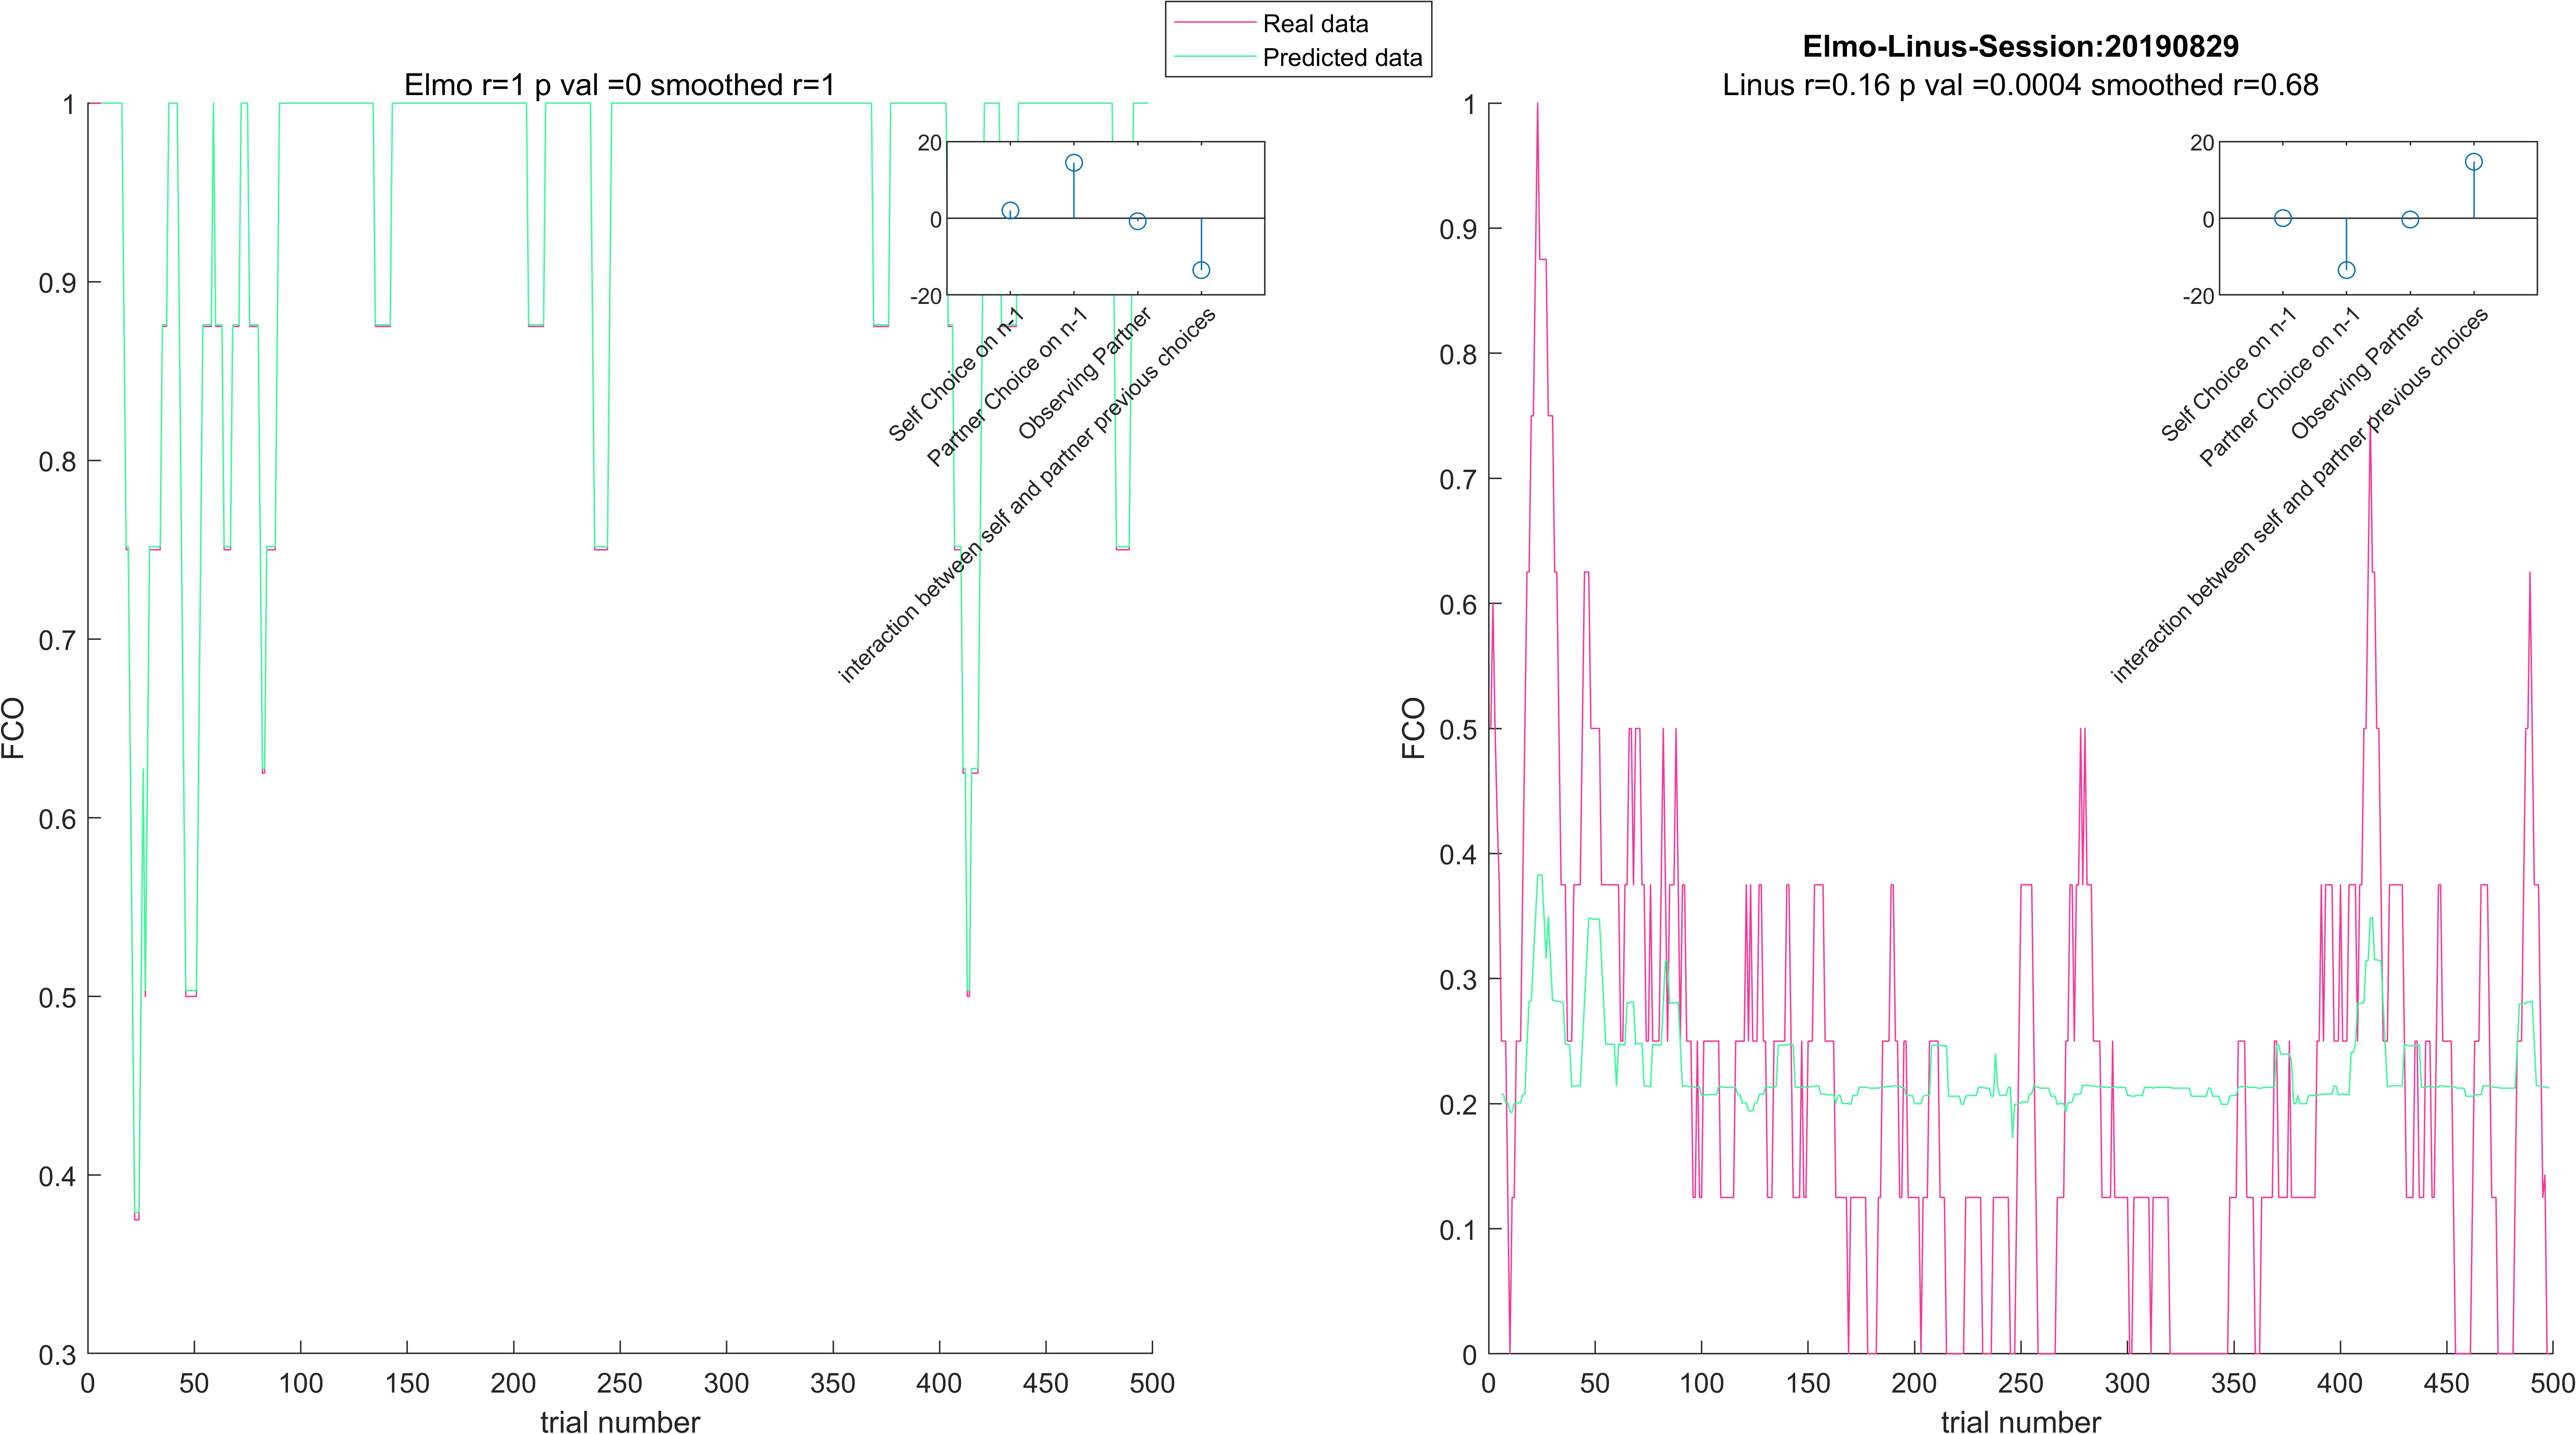 Real data
Predicted data
Elmo r=1 p val =0 smoothed r=1
1
0.9
0.8
0.7
0.6
0.5
0.4
0.3
FCO
0
50
100
150
200
250
300
350
400
450
500
trial number
20
0
-20
Self Choice on n-1
Partner Choice on n-1
Observing Partner
interaction between self and partner previous choices
Elmo-Linus-Session:20190829
Linus r=0.16 p val =0.0004 smoothed r=0.68
1
0.9
0.8
0.7
0.6
0.5
0.4
0.3
0.2
0.1
0
FCO
0
50
100
150
200
250
300
350
400
450
500
trial number
20
0
-20
Self Choice on n-1
Partner Choice on n-1
Observing Partner
interaction between self and partner previous choices